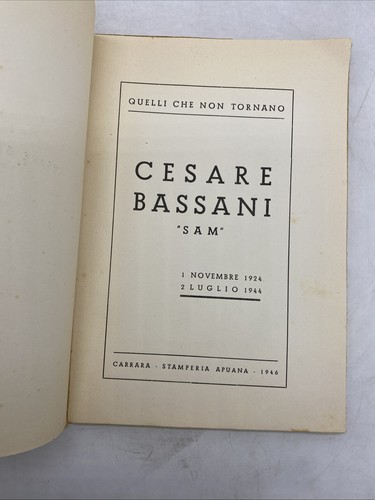 QUELLI CHE NON TORNANO
CESARE
BASSANI
"SAM"
1 NOVEMBRE 1924
2 LUGLIO 1944
CARRARA - STAMPERIA APUANA - 1946